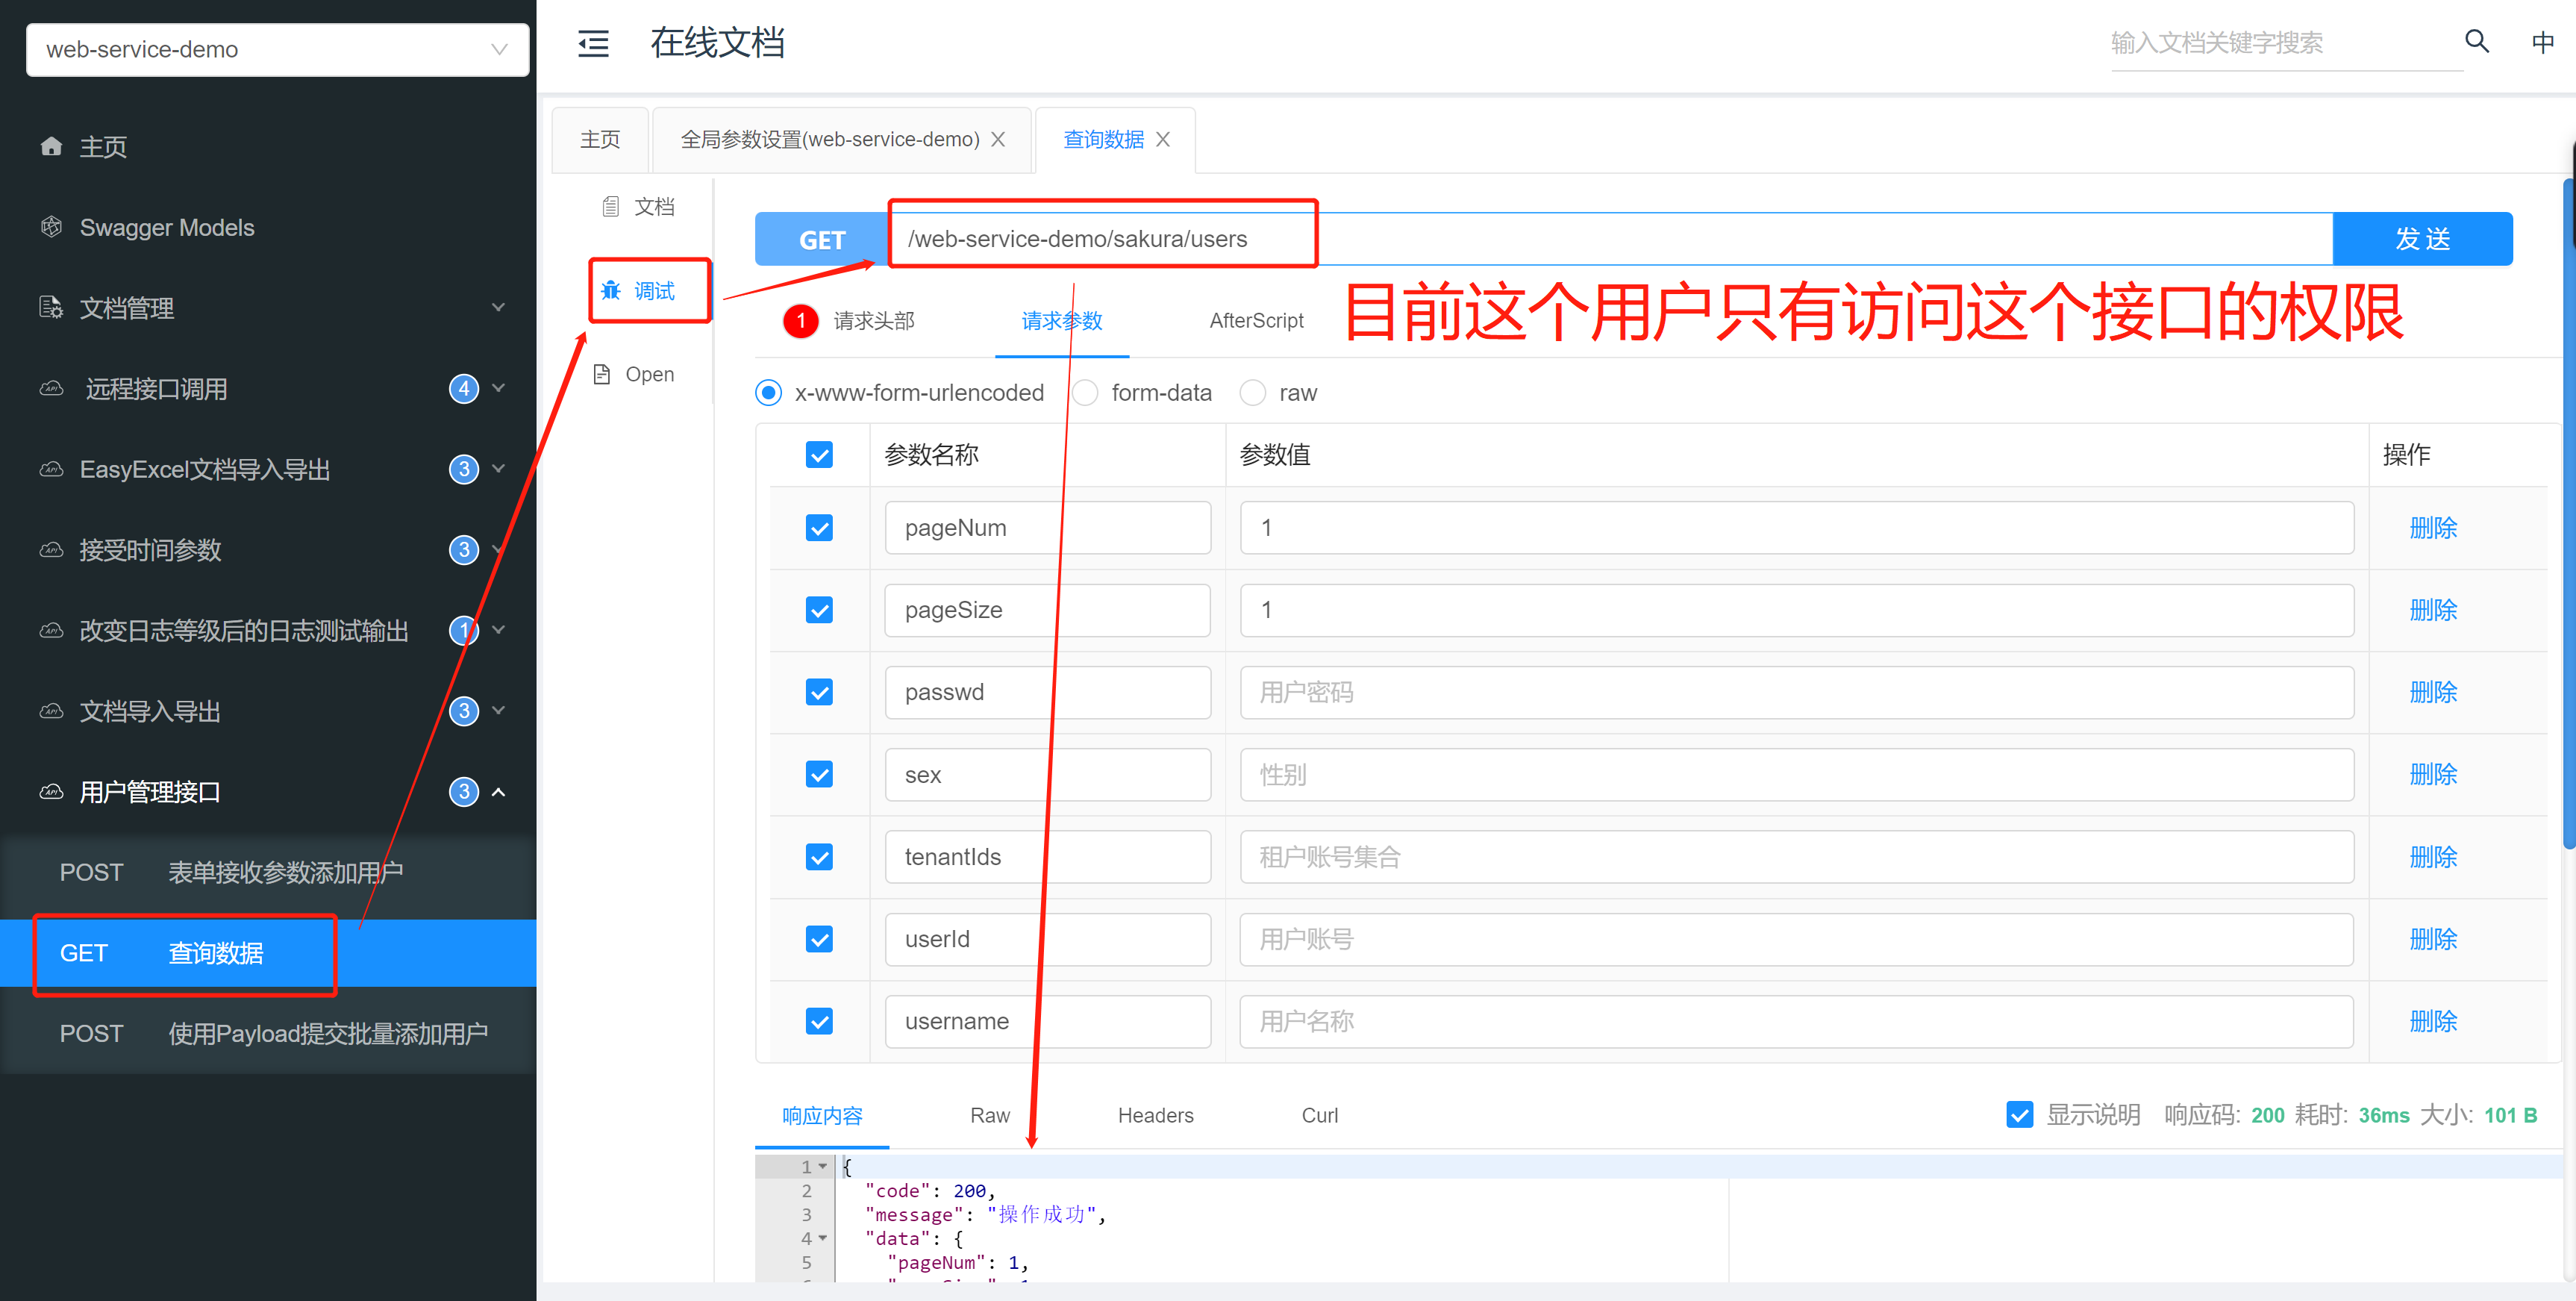 web-service-demo
主页
Swagger Models
文档管理
远程接口调用 4
EasyExcel文档导入导出 3
接受时间参数 3
改变日志等级后的日志测试输出 1
文档导入导出 3
用户管理接口 3
POST 表单接收参数添加用户
GET 查询数据
POST 使用Payload提交批量添加用户
在线文档
输入文档关键字搜索
中
主页 全局参数设置(web-service-demo) 查询数据
文档
调试
Open
GET /web-service-demo/sakura/users 发 送
目前这个用户只有访问这个接口的权限
1 请求头部 请求参数 AfterScript
x-www-form-urlencoded form-data raw
参数名称 参数值 操作
pageNum 1 删除
pageSize 1 删除
passwd 用户密码 删除
sex 性别 删除
tenantIds 租户账号集合 删除
userId 用户账号 删除
username 用户名称 删除
响应内容 Raw Headers Curl 显示说明 响应码: 200 耗时: 36ms 大小: 101 B
1 {
2 "code": 200,
3 "message": "操作成功",
4 "data": {
5 "pageNum": 1,